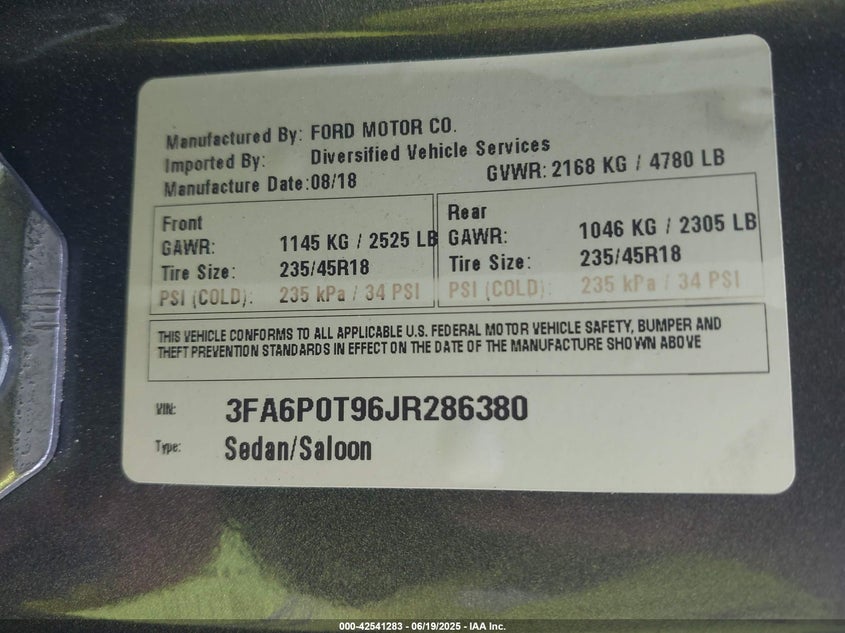 Manufactured By: FORD MOTOR CO.
Imported By: Diversified Vehicle Services
Manufacture Date:08/18 GVWR: 2168 KG / 4780 LB
Front
GAWR: 1145 KG / 2525 LB
Tire Size: 235/45R18
PSI (COLD): 235 kPa / 34 PSI
Rear
GAWR: 1046 KG / 2305 LB
Tire Size: 235/45R18
PSI (COLD): 235 kPa / 34 PSI
THIS VEHICLE CONFORMS TO ALL APPLICABLE U.S. FEDERAL MOTOR VEHICLE SAFETY, BUMPER AND
THEFT PREVENTION STANDARDS IN EFFECT ON THE DATE OF THE MANUFACTURE SHOWN ABOVE
VIN: 3FA6P0T96JR286380
Type: Sedan/Saloon
000-42541283 - 06/19/2025 - IAA Inc.